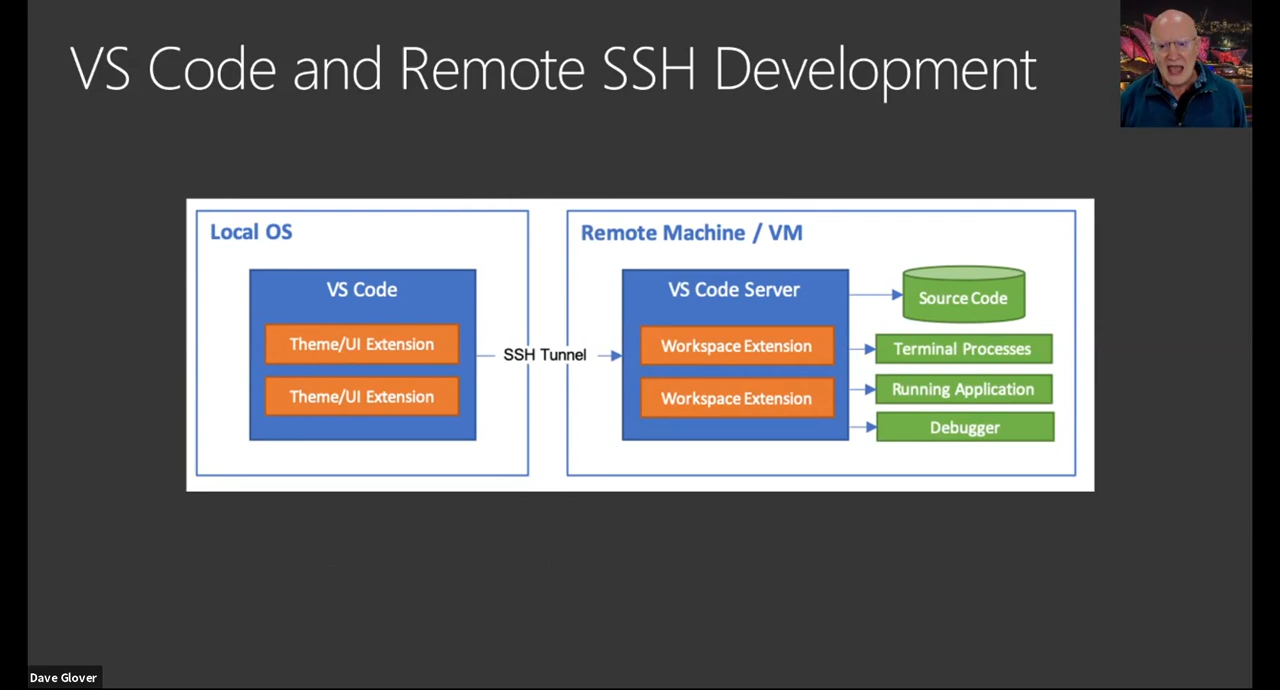 VS Code and Remote SSH Development
Local OS
VS Code
Theme/UI Extension
Theme/UI Extension
SSH Tunnel
Remote Machine / VM
VS Code Server
Workspace Extension
Workspace Extension
Source Code
Terminal Processes
Running Application
Debugger
Dave Glover